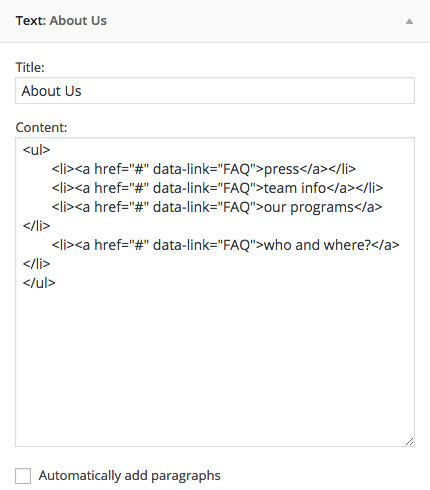 Text: About Us
Title:
About Us
Content:
<ul>
<li><a href="#" data-link="FAQ">press</a></li>
<li><a href="#" data-link="FAQ">team info</a></li>
<li><a href="#" data-link="FAQ">our programs</a>
</li>
<li><a href="#" data-link="FAQ">who and where?</a>
</li>
</ul>
Automatically add paragraphs